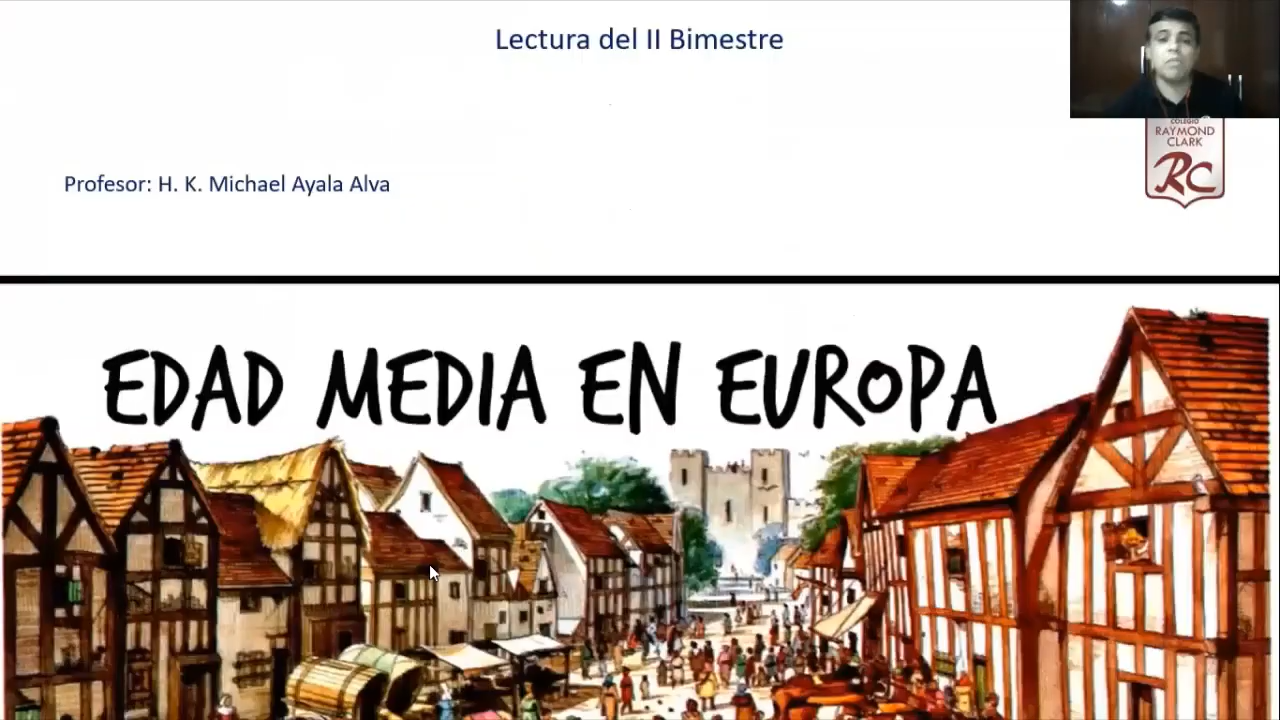 Lectura del II Bimestre
Profesor: H. K. Michael Ayala Alva
COLEGIO
RAYMOND
CLARK
RC
EDAD MEDIA EN EUROPA